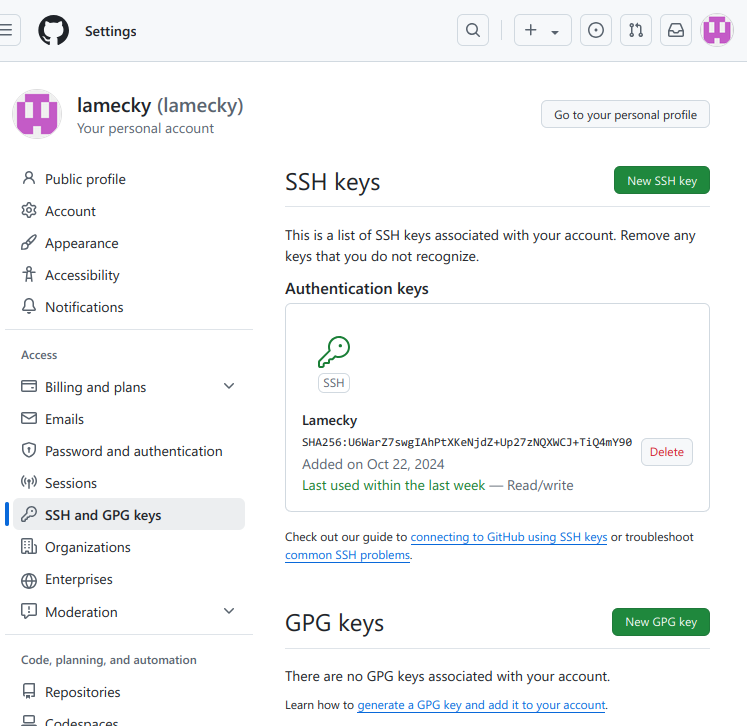 Settings
lamecky (lamecky)
Your personal account
Go to your personal profile
Public profile
Account
Appearance
Accessibility
Notifications
Access
Billing and plans
Emails
Password and authentication
Sessions
SSH and GPG keys
Organizations
Enterprises
Moderation
Code, planning, and automation
Repositories
Codespaces
SSH keys
New SSH key
This is a list of SSH keys associated with your account. Remove any
keys that you do not recognize.
Authentication keys
SSH
Lamecky
SHA256:U6WarZ7swgIAhPtXKeNjdZ+Up27zNQXWCJ+TiQ4mY90
Added on Oct 22, 2024
Last used within the last week — Read/write
Delete
Check out our guide to connecting to GitHub using SSH keys or troubleshoot
common SSH problems.
GPG keys
New GPG key
There are no GPG keys associated with your account.
Learn how to generate a GPG key and add it to your account.